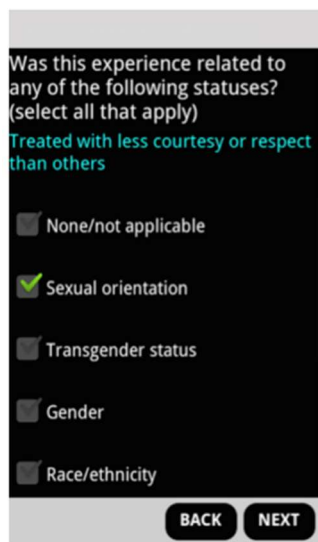 Was this experience related to
any of the following statuses?
(select all that apply)
Treated with less courtesy or respect
than others
None/not applicable
Sexual orientation
Transgender status
Gender
Race/ethnicity
BACK NEXT